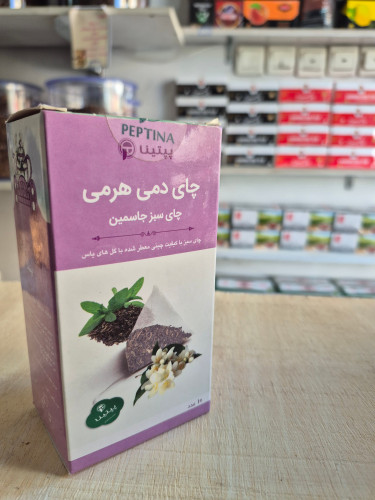 PEPTINA
پپتینا
چای دمی هرمی
چای سبز جاسمین
چای سبز با کیفیت چینی معطر شده با گل های یاس
پپتینا